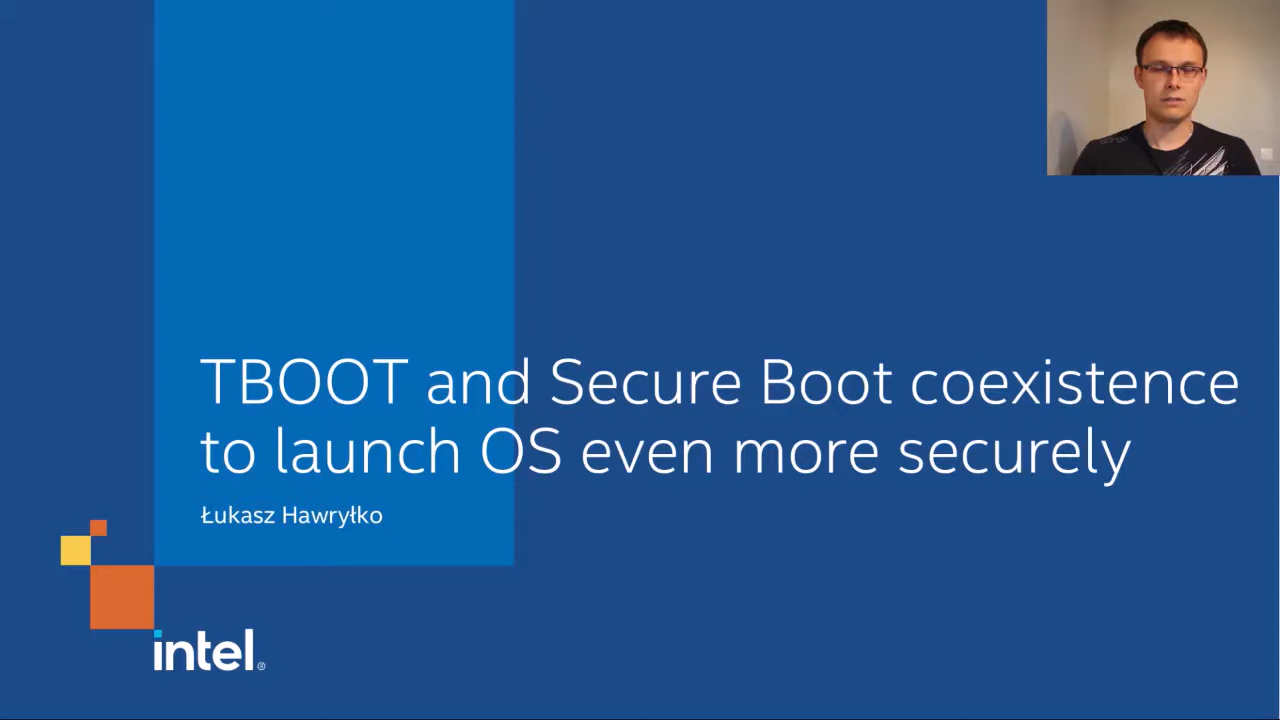 TBOOT and Secure Boot coexistence
to launch OS even more securely
Łukasz Hawryłko
intel®